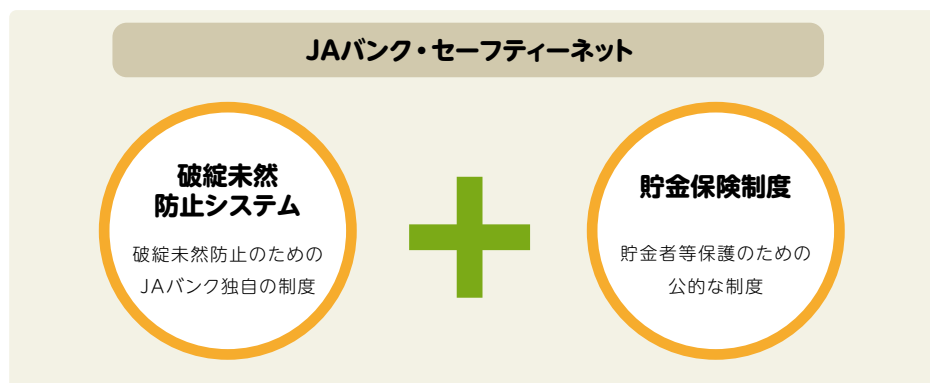 JAバンク・セーフティーネット
破綻未然
防止システム
破綻未然防止のための
JAバンク独自の制度
貯金保険制度
貯金者等保護のための
公的な制度